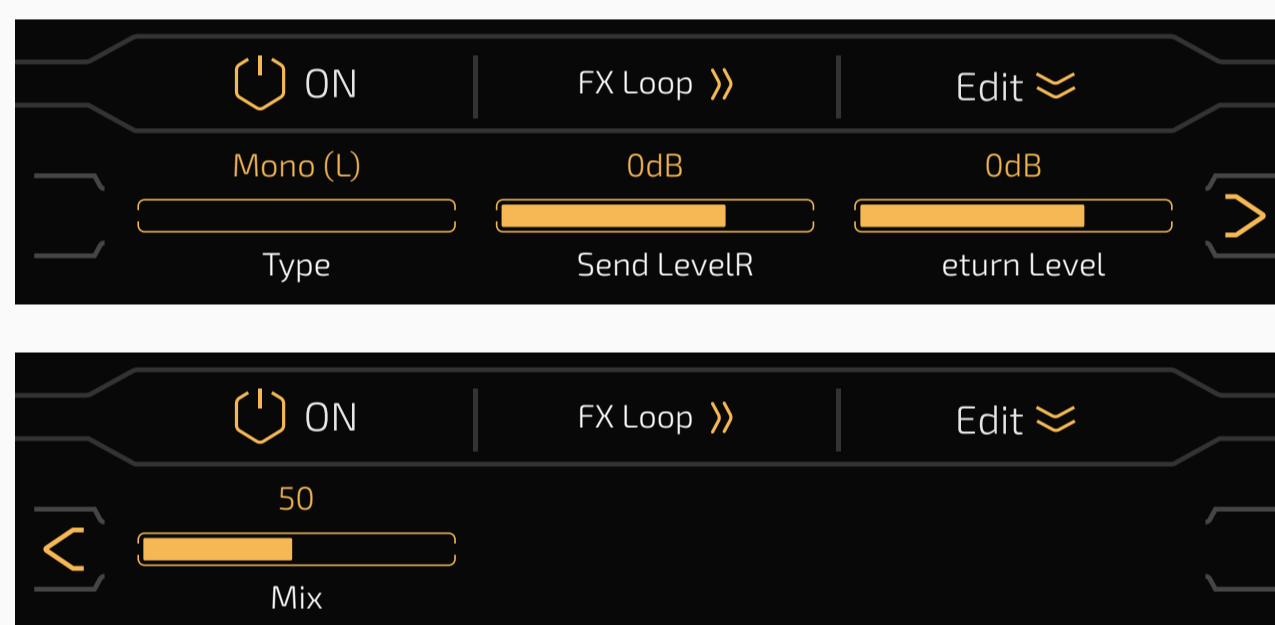 ON FX Loop Edit
Mono (L) 0dB 0dB
Type Send LevelR eturn Level
ON FX Loop Edit
50
Mix